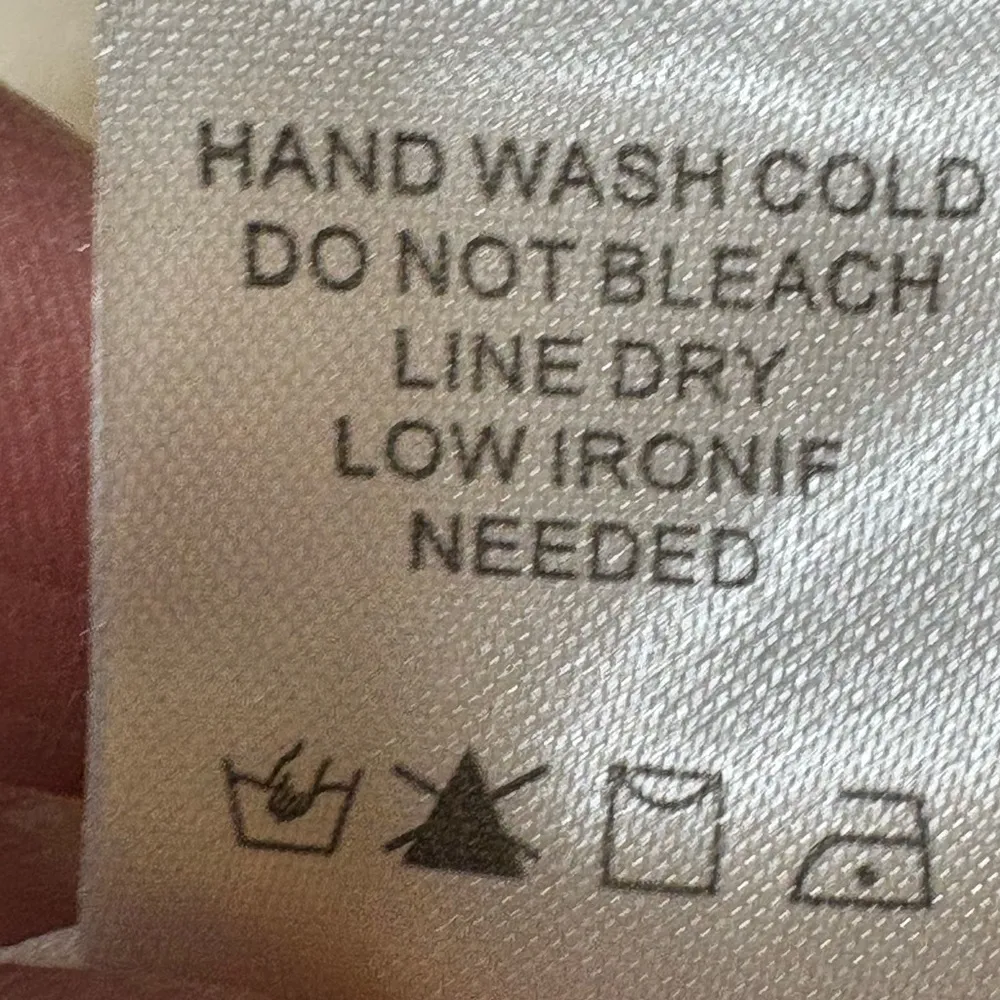 HAND WASH COLD
DO NOT BLEACH
LINE DRY
LOW IRONIF
NEEDED